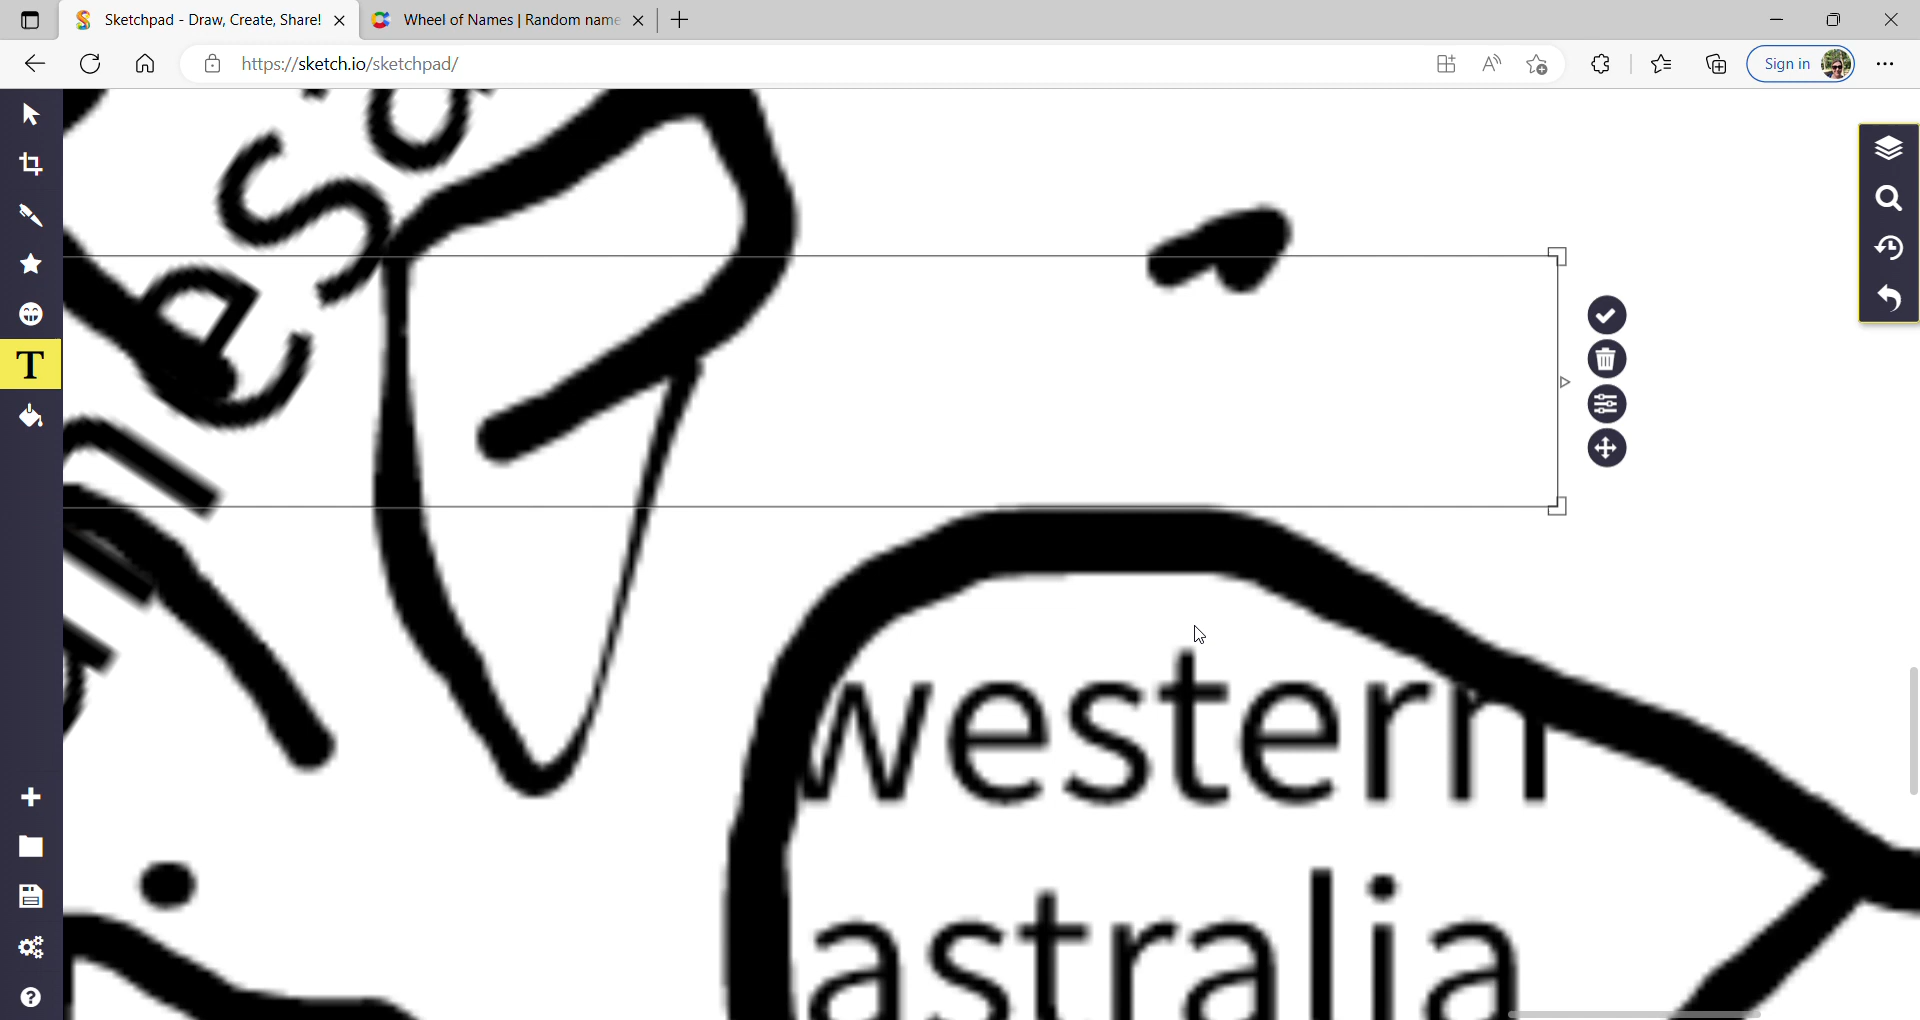 Sketchpad - Draw, Create, Share!
Wheel of Names | Random name
https://sketch.io/sketchpad/
Sign in
T
western
astralia